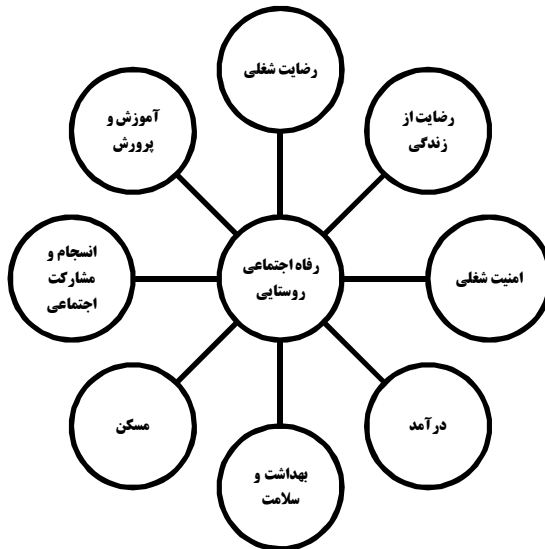 رضایت شغلی
رضایت از
زندگی
امنیت شغلی
درآمد
بهداشت و
سلامت
مسکن
انسجام و
مشارکت
اجتماعی
آموزش و
پرورش
رفاه اجتماعی
روستایی